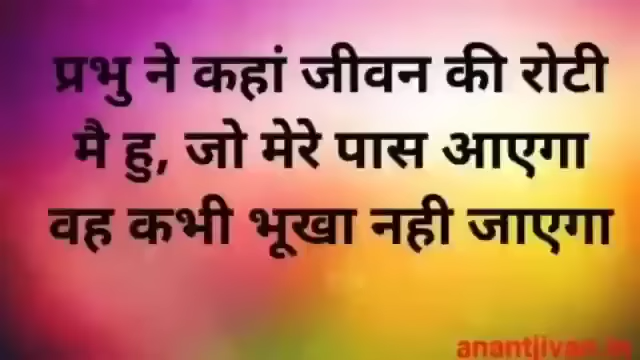 प्रभु ने कहां जीवन की रोटी
मै हु, जो मेरे पास आएगा
वह कभी भूखा नही जाएगा
anantjivan.in